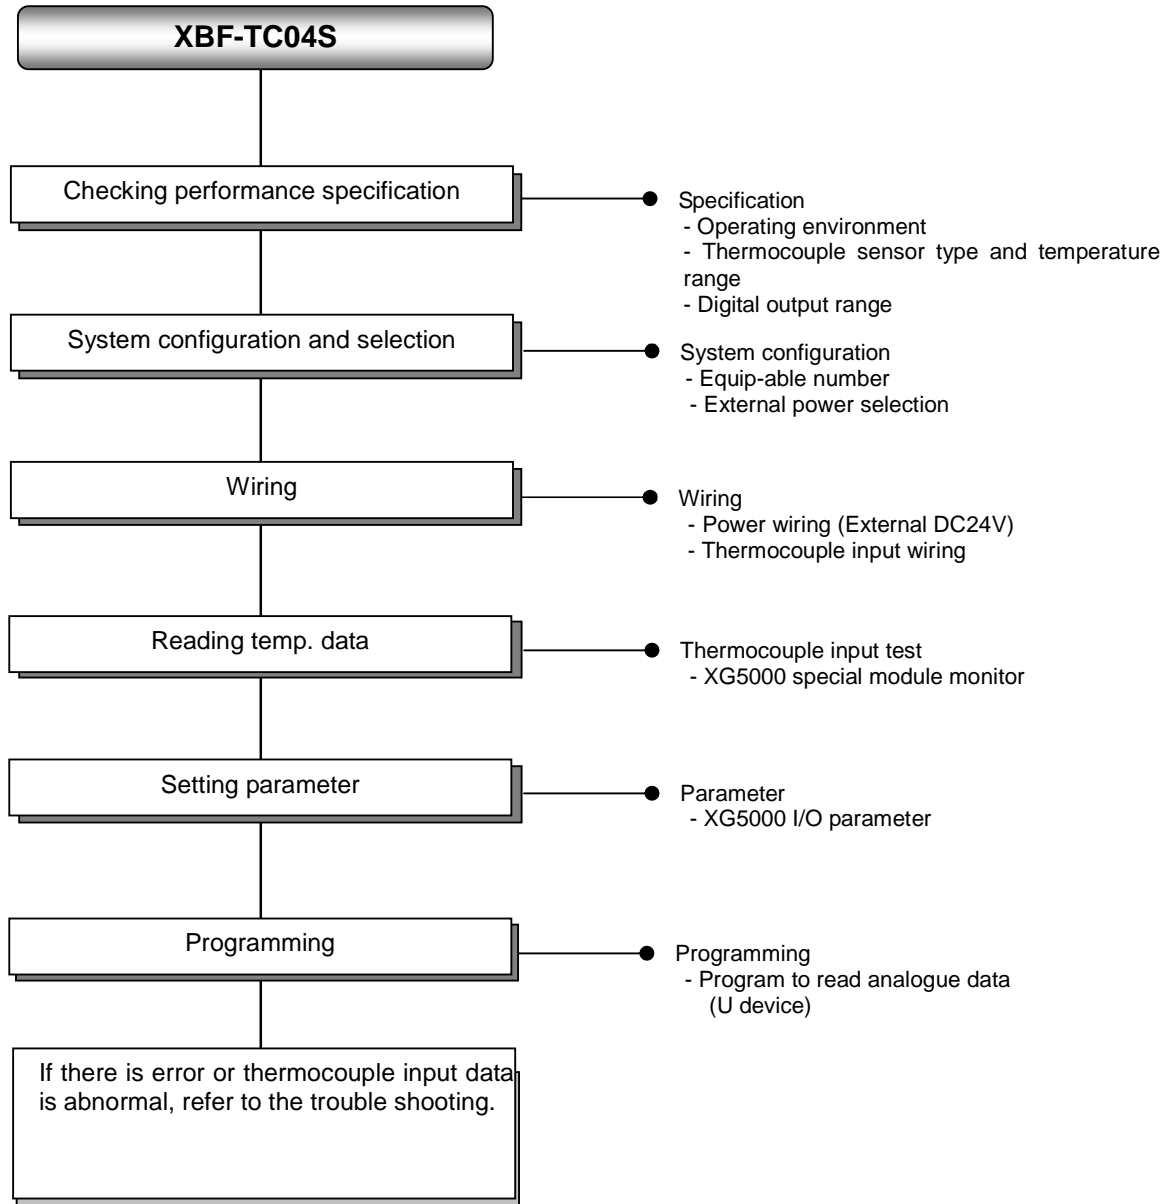 XBF-TC04S
Checking performance specification
Specification
- Operating environment
- Thermocouple sensor type and temperature
range
- Digital output range
System configuration and selection
System configuration
- Equip-able number
- External power selection
Wiring
Wiring
- Power wiring (External DC24V)
- Thermocouple input wiring
Reading temp. data
Thermocouple input test
- XG5000 special module monitor
Setting parameter
Parameter
- XG5000 I/O parameter
Programming
Programming
- Program to read analogue data
(U device)
If there is error or thermocouple input data
is abnormal, refer to the trouble shooting.